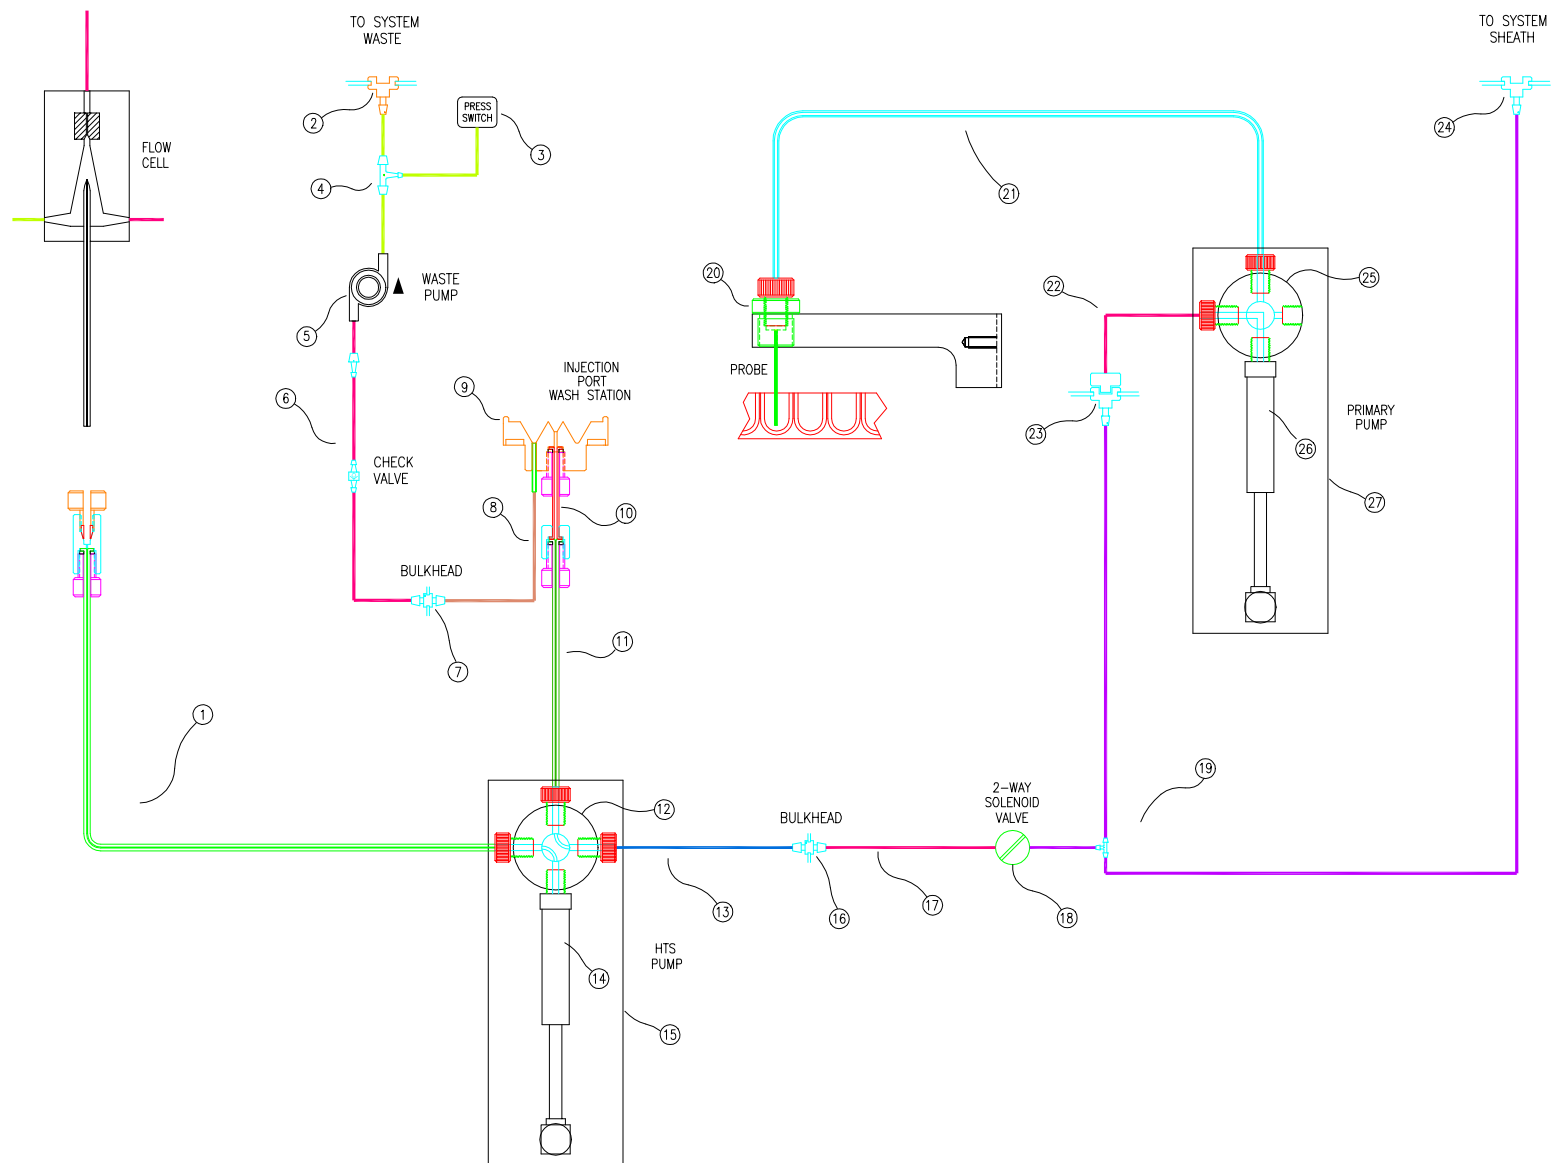 TO SYSTEM
WASTE
TO SYSTEM
SHEATH
2
PRESS
SWITCH
3
24
FLOW
CELL
4
21
WASTE
PUMP
5
20
22
25
PROBE
INJECTION
PORT
WASH STATION
9
6
23
PRIMARY
PUMP
26
CHECK
VALVE
8
10
27
BULKHEAD
7
11
1
19
12
2-WAY
SOLENOID
VALVE
BULKHEAD
13
16
17
18
HTS
PUMP
14
15